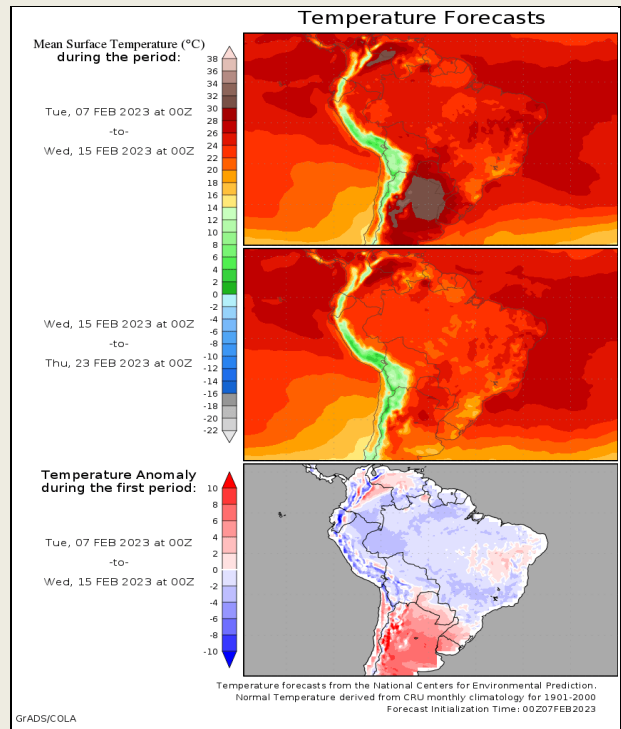 Temperature Forecasts
Mean Surface Temperature (°C)
during the period:
Tue, 07 FEB 2023 at 00Z
-to-
Wed, 15 FEB 2023 at 00Z
38
36
34
32
30
28
26
24
22
20
18
16
14
12
10
8
6
4
2
0
-2
-4
-6
-8
-10
-12
-14
-16
-18
-20
-22
Wed, 15 FEB 2023 at 00Z
-to-
Thu, 23 FEB 2023 at 00Z
Temperature Anomaly
during the first period:
Tue, 07 FEB 2023 at 00Z
-to-
Wed, 15 FEB 2023 at 00Z
10
8
6
4
2
0
-2
-4
-6
-8
-10
Temperature forecasts from the National Centers for Environmental Prediction.
Normal Temperature derived from CRU monthly climatology for 1901-2000
Forecast Initialization Time: 00Z07FEB2023
GrADS/COLA